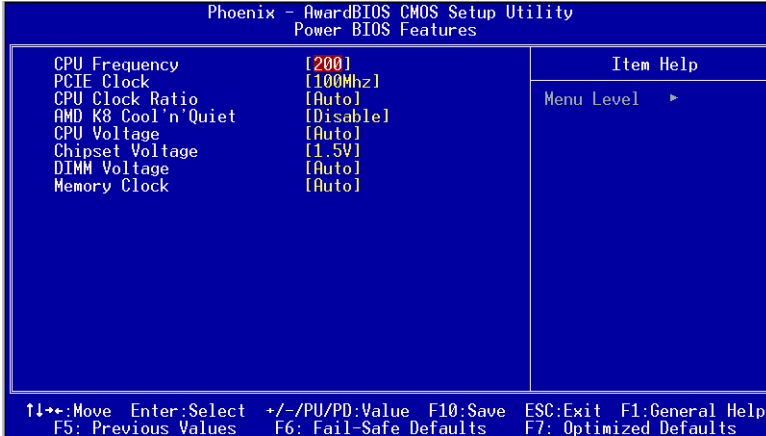 Phoenix - AwardBIOS CMOS Setup Utility
Power BIOS Features
CPU Frequency [200]
PCIE Clock [100Mhz]
CPU Clock Ratio [Auto]
AMD K8 Cool'n'Quiet [Disable]
CPU Voltage [Auto]
Chipset Voltage [1.5V]
DIMM Voltage [Auto]
Memory Clock [Auto]
Item Help
Menu Level ►
↑↓→←:Move Enter:Select +/-/PU/PD:Value F10:Save ESC:Exit F1:General Help
F5: Previous Values F6: Fail-Safe Defaults F7: Optimized Defaults